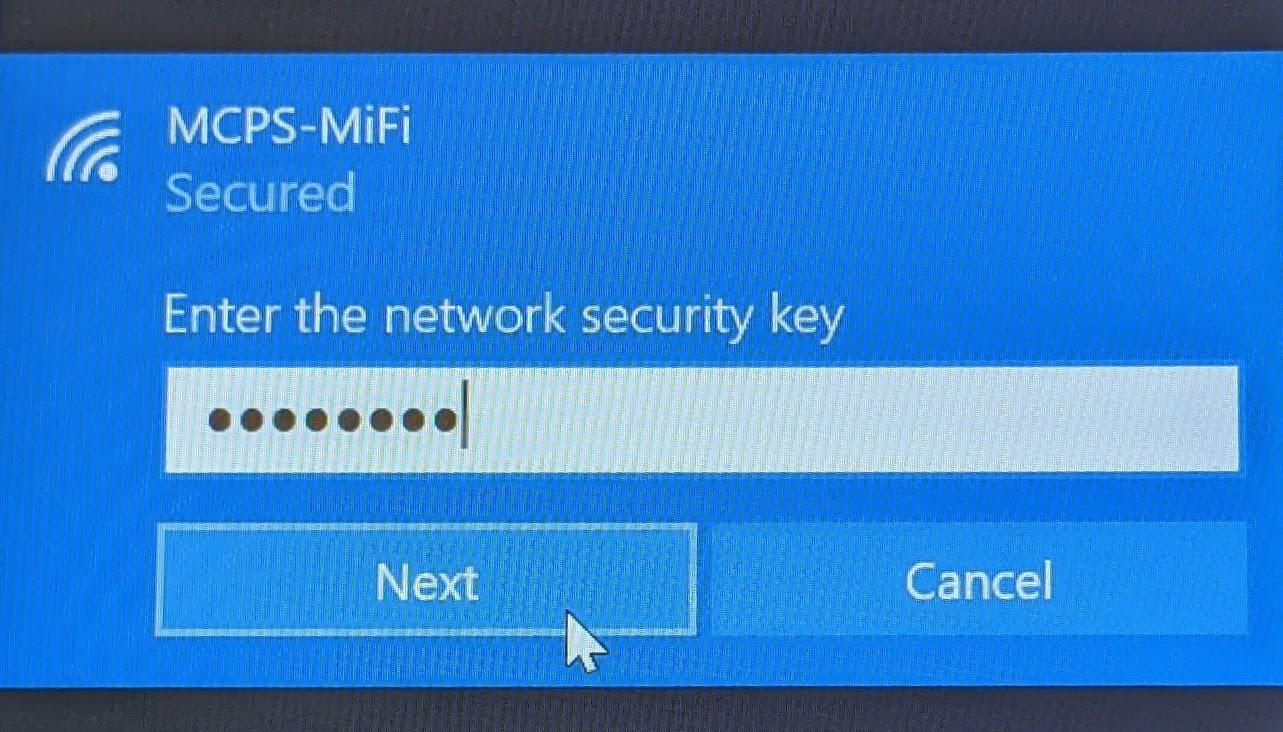 MCPS-MiFi
Secured
Enter the network security key
••••••••
Next
Cancel